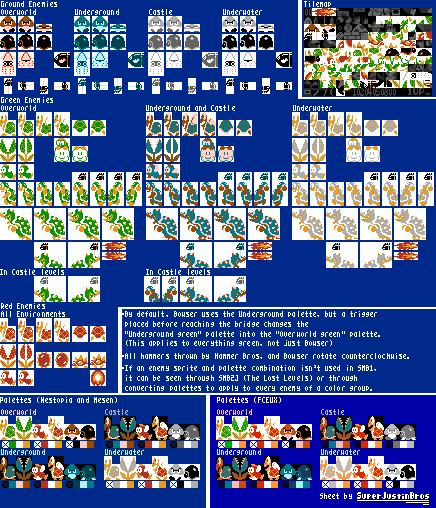 Ground Enemies
Overworld Underground Castle Underwater
Tilemap
Green Enemies
Overworld Underground and Castle Underwater
In Castle levels In Castle levels
Red Enemies
All Environments
•By default, Bowser uses the Underground palette, but a trigger
placed before reaching the bridge changes the
"Underground green" palette into the "Overworld green" palette.
(This applies to everything green, not just Bowser)
•All hammers thrown by Hammer Bros. and Bowser rotate counterclockwise.
•If an enemy sprite and palette combination isn't used in SMB1,
it can be seen through SMB2J (The Lost Levels) or through
converting palettes to apply to every enemy of a color group.
Palettes (Nestopia and Mesen)
Overworld Castle
Underground Underwater
Palettes (FCEUX)
Overworld Castle
Underground Underwater
Sheet by SuperJustinBros